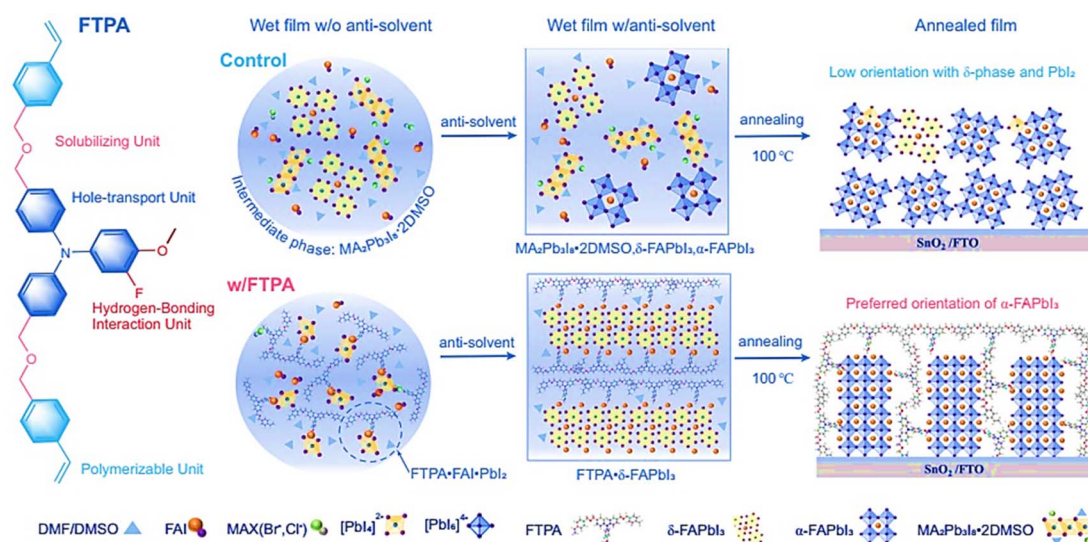 FTPA
Wet film w/o anti-solvent
Wet film w/anti-solvent
Annealed film
Control
Low orientation with δ-phase and PbI₂
Solubilizing Unit
anti-solvent
annealing
100 ℃
Hole-transport Unit
Intermediate phase: MA₂Pb₃I₈•2DMSO
MA₂Pb₃I₈•2DMSO,δ-FAPbI₃,α-FAPbI₃
SnO₂ /FTO
N
O
F
Hydrogen-Bonding
Interaction Unit
w/FTPA
Preferred orientation of α-FAPbI₃
O
O
anti-solvent
annealing
100 ℃
Polymerizable Unit
FTPA•FAI•PbI₂
FTPA•δ-FAPbI₃
SnO₂ /FTO
DMF/DMSO
FAI
MAX(Br⁻,Cl⁻)
[PbI₄]²⁻
[PbI₆]⁴⁻
FTPA
δ-FAPbI₃
α-FAPbI₃
MA₂Pb₃I₈•2DMSO